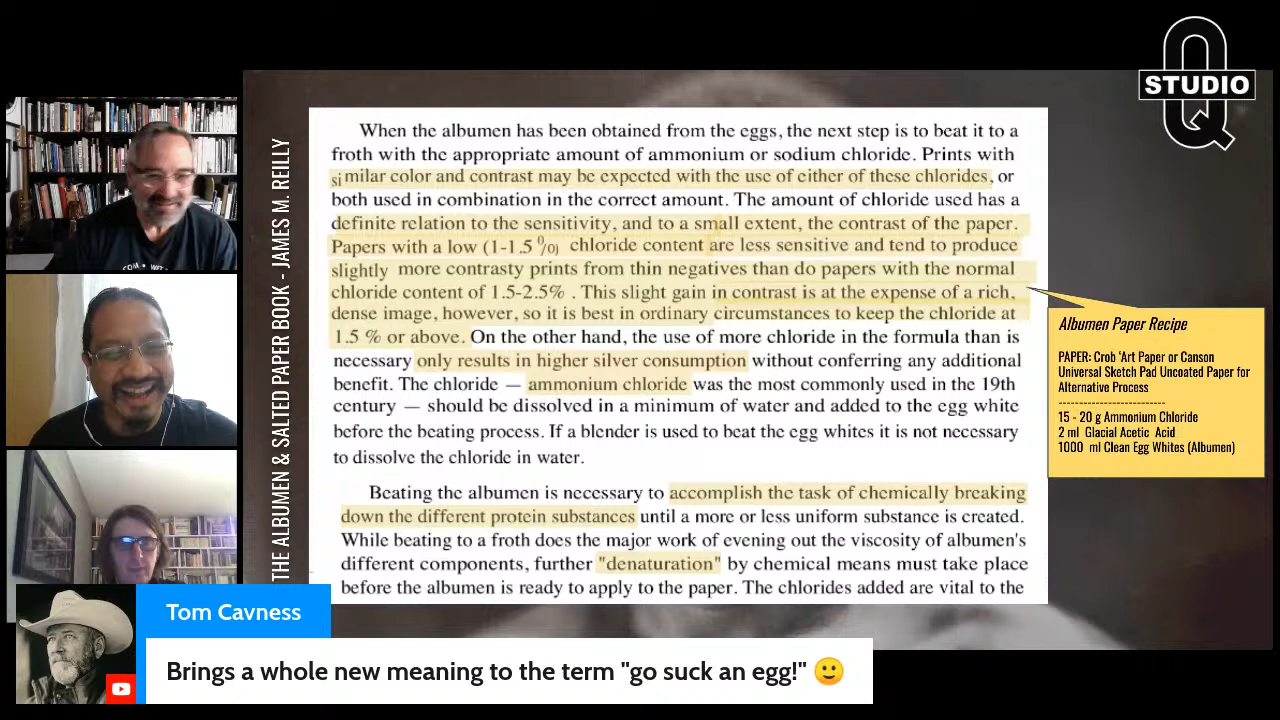 STUDIO
Q
THE ALBUMEN & SALTED PAPER BOOK - JAMES M. REILLY
When the albumen has been obtained from the eggs, the next step is to beat it to a
froth with the appropriate amount of ammonium or sodium chloride. Prints with
similar color and contrast may be expected with the use of either of these chlorides, or
both used in combination in the correct amount. The amount of chloride used has a
definite relation to the sensitivity, and to a small extent, the contrast of the paper.
Papers with a low (1-1.5 %) chloride content are less sensitive and tend to produce
slightly more contrasty prints from thin negatives than do papers with the normal
chloride content of 1.5-2.5% . This slight gain in contrast is at the expense of a rich,
dense image, however, so it is best in ordinary circumstances to keep the chloride at
1.5 % or above. On the other hand, the use of more chloride in the formula than is
necessary only results in higher silver consumption without conferring any additional
benefit. The chloride — ammonium chloride was the most commonly used in the 19th
century — should be dissolved in a minimum of water and added to the egg white
before the beating process. If a blender is used to beat the egg whites it is not necessary
to dissolve the chloride in water.
Beating the albumen is necessary to accomplish the task of chemically breaking
down the different protein substances until a more or less uniform substance is created.
While beating to a froth does the major work of evening out the viscosity of albumen's
different components, further "denaturation" by chemical means must take place
before the albumen is ready to apply to the paper. The chlorides added are vital to the
Albumen Paper Recipe
PAPER: Crob 'Art Paper or Canson
Universal Sketch Pad Uncoated Paper for
Alternative Process
--------------------------
15 - 20 g Ammonium Chloride
2 ml Glacial Acetic Acid
1000 ml Clean Egg Whites (Albumen)
Tom Cavness
Brings a whole new meaning to the term "go suck an egg!" 🙂